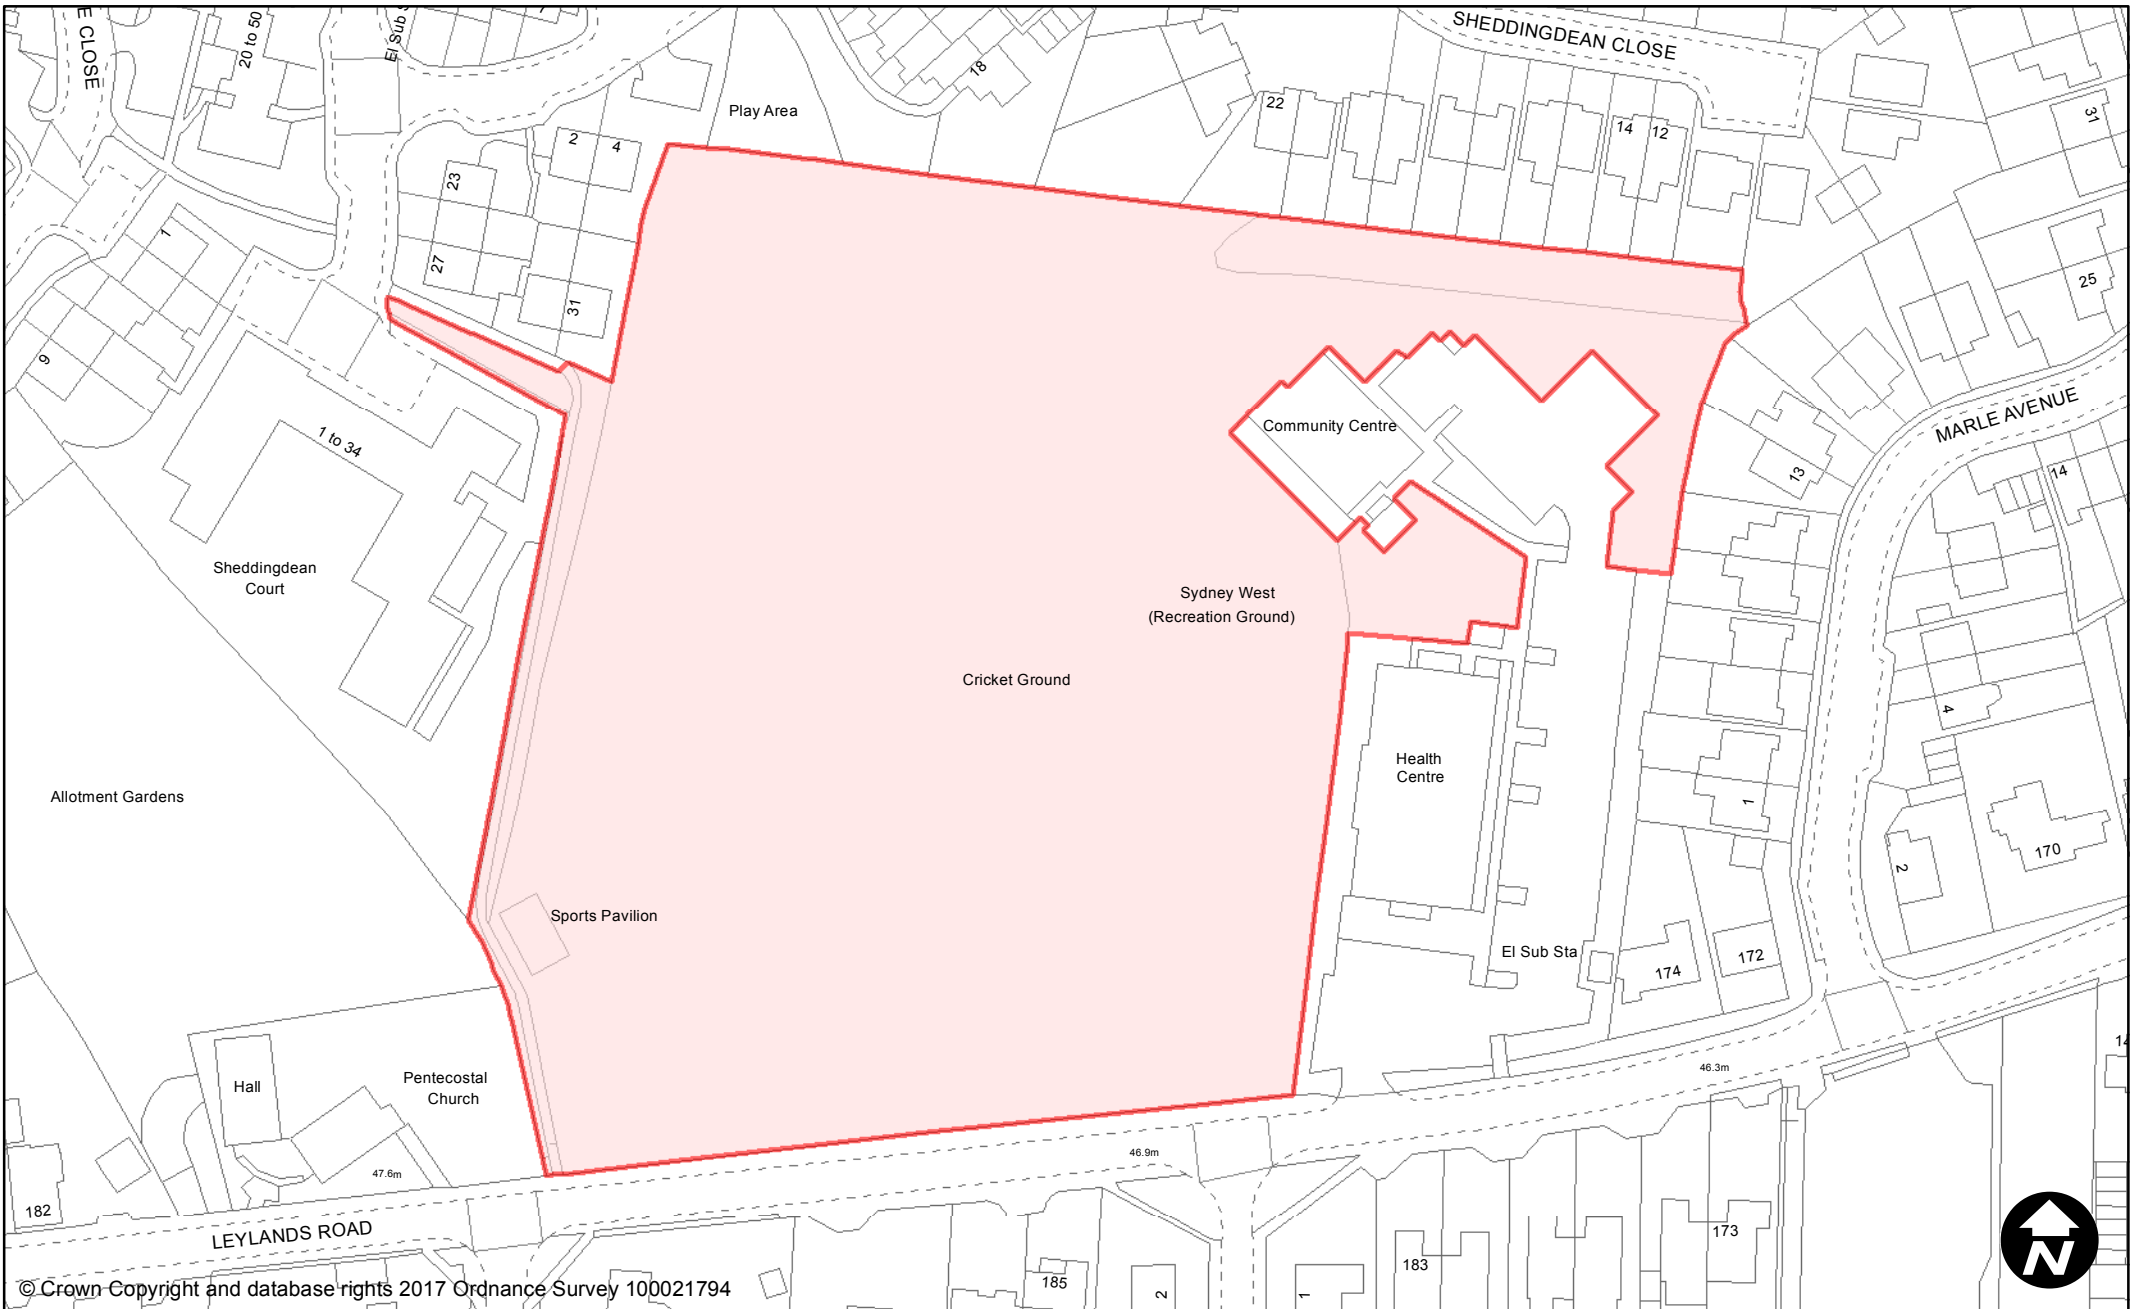 E CLOSE
20 to 50
El Sub S
18
SHEDDINGDEAN CLOSE
Play Area
22
14
12
31
2
4
23
1
27
31
25
9
1 to 34
Community Centre
MARLE AVENUE
13
14
Sheddingdean
Court
Sydney West
(Recreation Ground)
Cricket Ground
4
Health
Centre
Allotment Gardens
1
2
170
Sports Pavilion
El Sub Sta
174
172
Hall
Pentecostal
Church
46.3m
14
46.9m
47.6m
182
LEYLANDS ROAD
173
183
185
2
1
N
© Crown Copyright and database rights 2017 Ordnance Survey 100021794